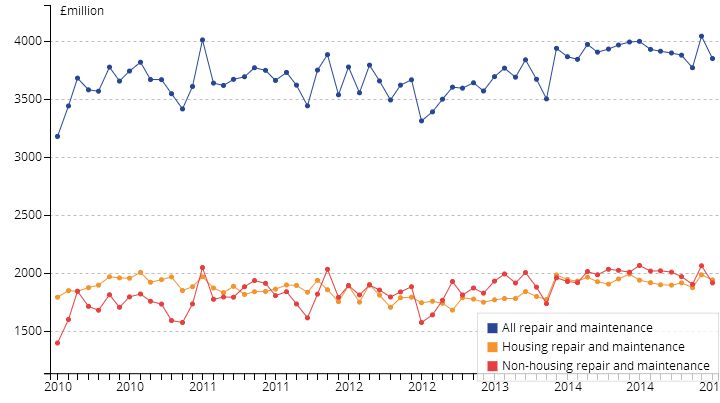 £million
4000
3500
3000
2500
2000
1500
All repair and maintenance
Housing repair and maintenance
Non-housing repair and maintenance
2010 2010 2011 2011 2012 2012 2013 2014 2014 201